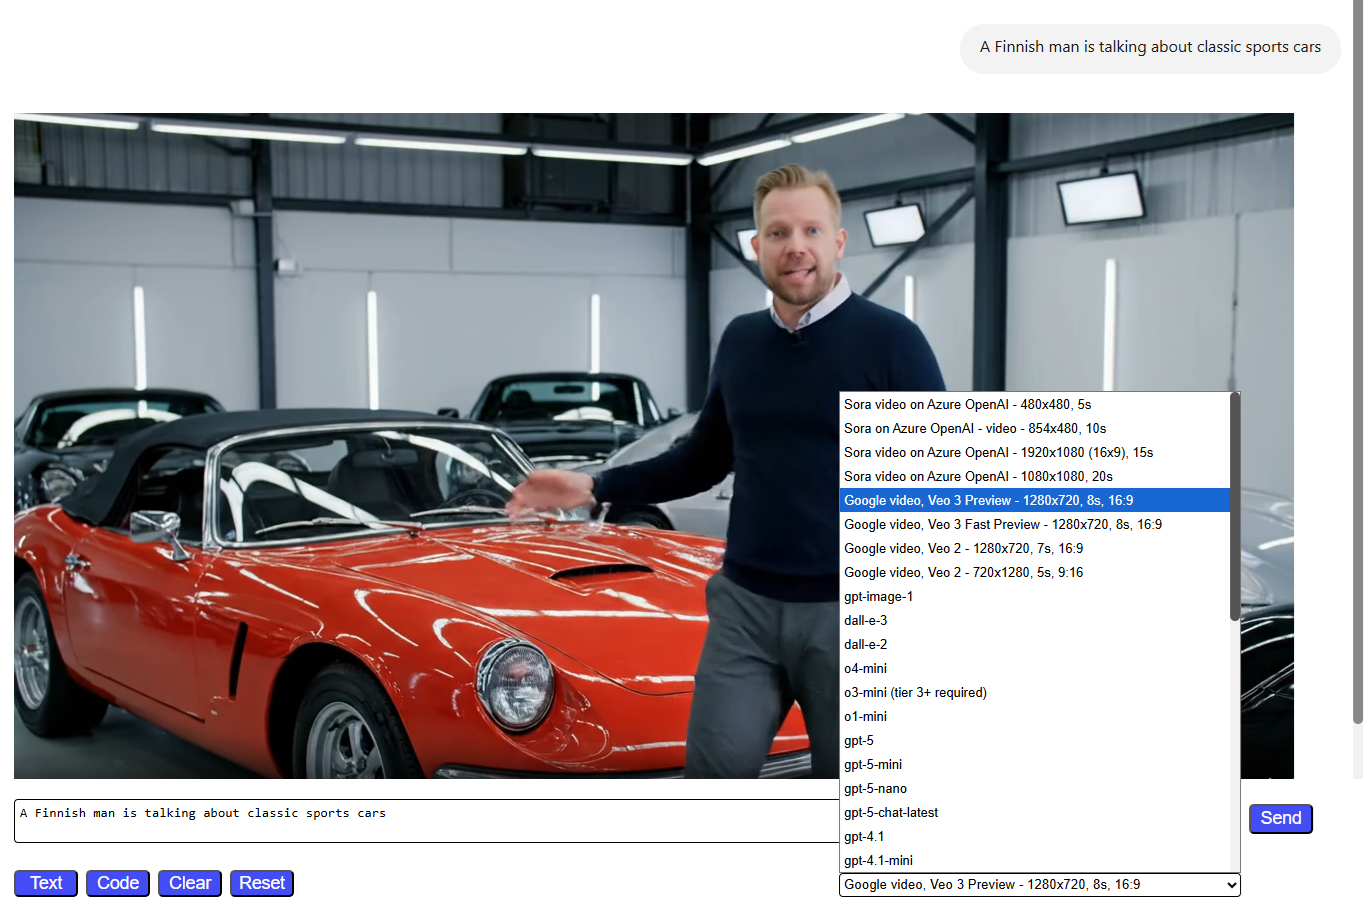 A Finnish man is talking about classic sports cars
Sora video on Azure OpenAI - 480x480, 5s
Sora on Azure OpenAI - video - 854x480, 10s
Sora video on Azure OpenAI - 1920x1080 (16x9), 15s
Sora video on Azure OpenAI - 1080x1080, 20s
Google video, Veo 3 Preview - 1280x720, 8s, 16:9
Google video, Veo 3 Fast Preview - 1280x720, 8s, 16:9
Google video, Veo 2 - 1280x720, 7s, 16:9
Google video, Veo 2 - 720x1280, 5s, 9:16
gpt-image-1
dall-e-3
dall-e-2
o4-mini
o3-mini (tier 3+ required)
o1-mini
gpt-5
gpt-5-mini
gpt-5-nano
gpt-5-chat-latest
gpt-4.1
gpt-4.1-mini
A Finnish man is talking about classic sports cars
Send
Text Code Clear Reset
Google video, Veo 3 Preview - 1280x720, 8s, 16:9